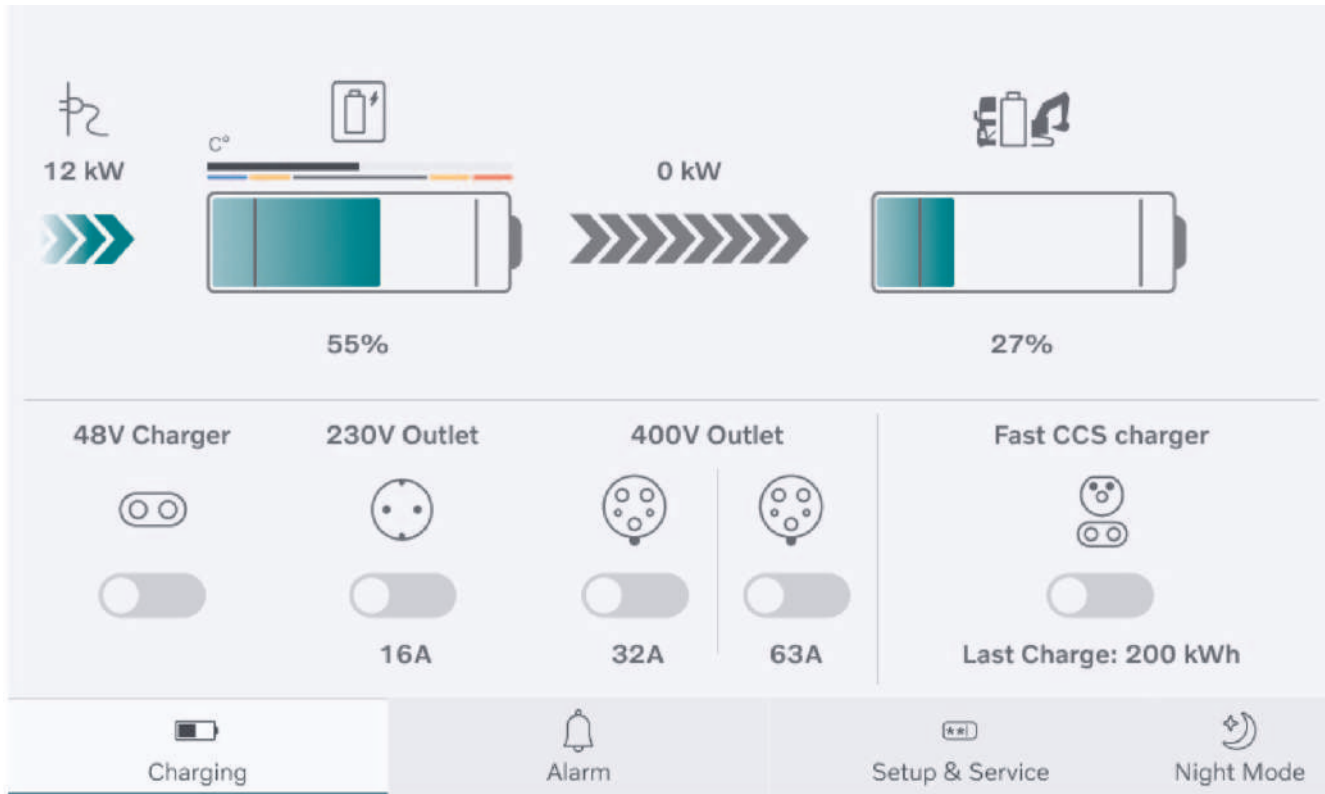 C°
12 kW
0 kW
55%
27%
48V Charger
230V Outlet
400V Outlet
Fast CCS charger
16A
32A
63A
Last Charge: 200 kWh
**
Charging
Alarm
Setup & Service
Night Mode